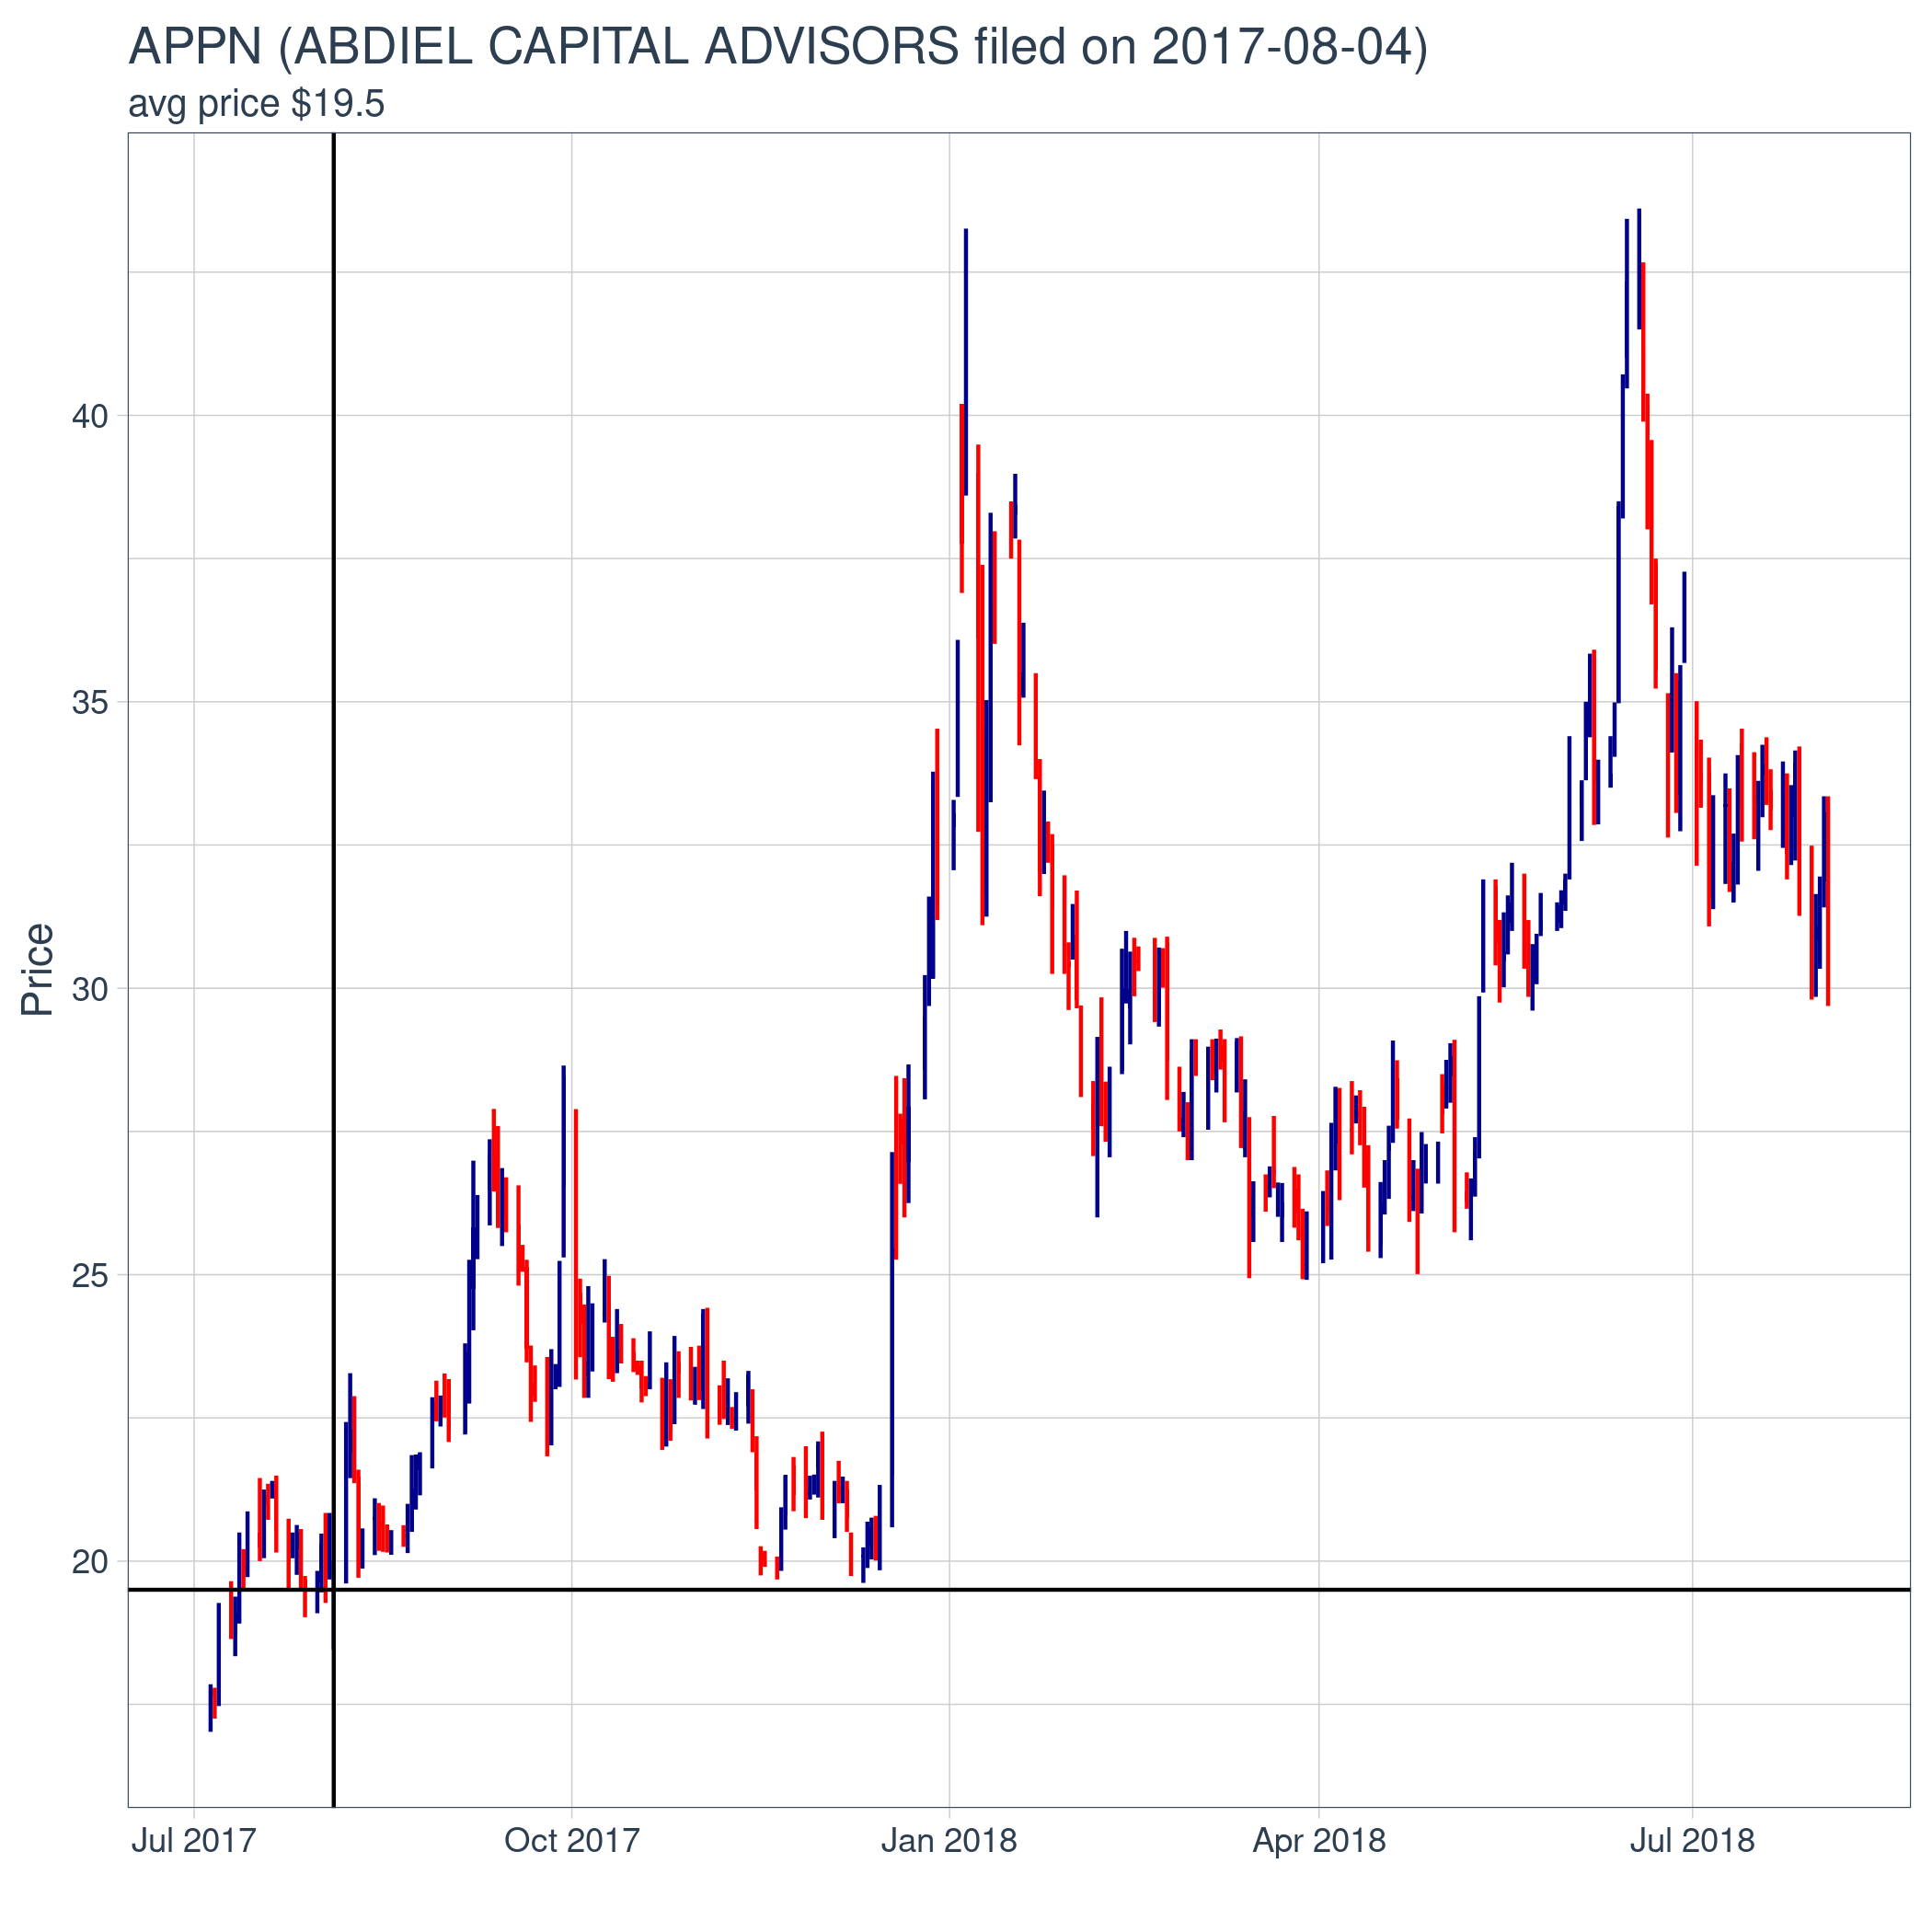 APPN (ABDIEL CAPITAL ADVISORS filed on 2017-08-04)
avg price $19.5
Price
40
35
30
25
20
Jul 2017
Oct 2017
Jan 2018
Apr 2018
Jul 2018